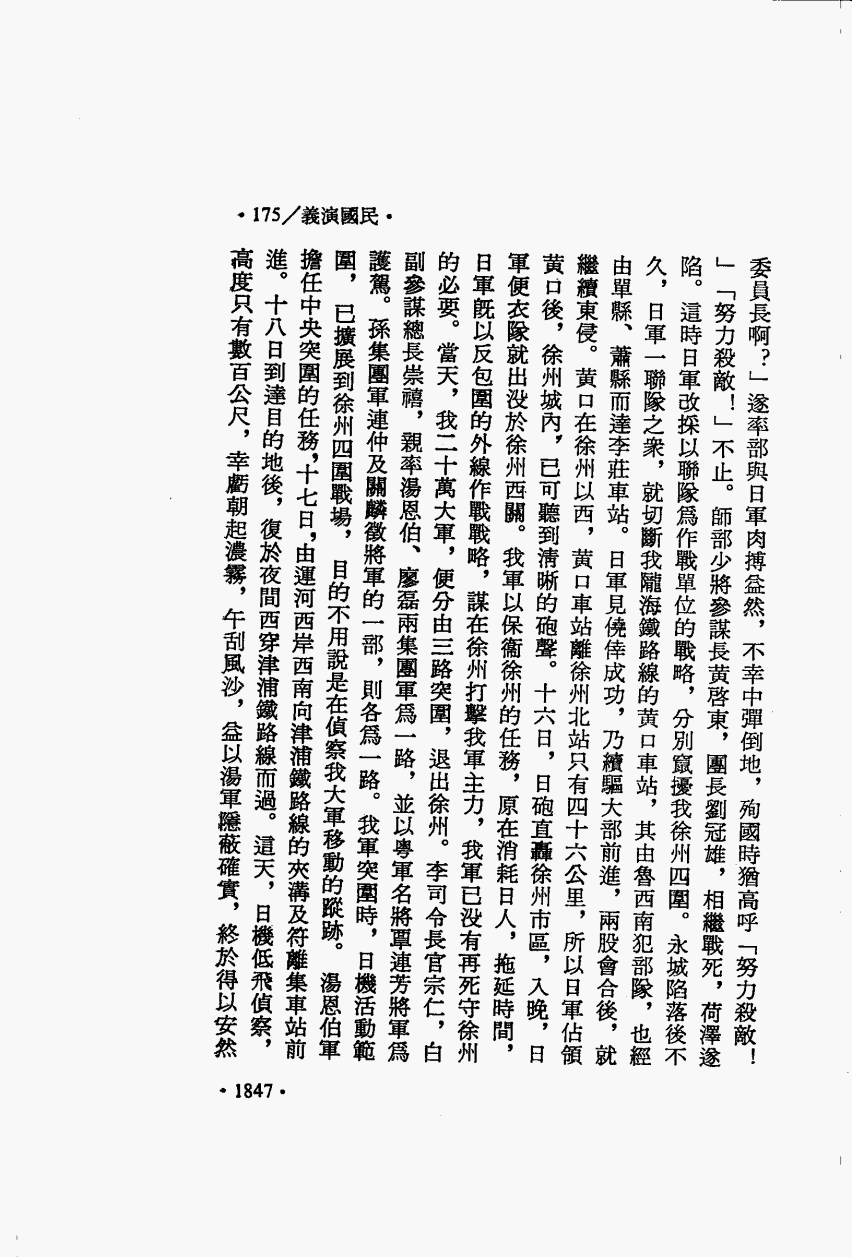 •175／義演國民•
委員長啊？」遂率部與日軍肉搏益然，不幸中彈倒地，殉國時猶高呼「努力殺敵！
」「努力殺敵！」不止。師部少將參謀長黃啓東，團長劉冠雄，相繼戰死，荷澤遂
陷。這時日軍改採以聯隊爲作戰單位的戰略，分別竄擾我徐州四圍。永城陷落後不
久，日軍一聯隊之衆，就切斷我隴海鐵路線的黃口車站，其由魯西南犯部隊，也經
由單縣、蕭縣而達李莊車站。日軍見僥倖成功，乃續驅大部前進，兩股會合後，就
繼續東侵。黃口在徐州以西，黃口車站離徐州北站只有四十六公里，所以日軍佔領
黃口後，徐州城內，已可聽到清晰的砲聲。十六日，日砲直轟徐州市區，入晚，日
軍便衣隊就出没於徐州西關。我軍以保衞徐州的任務，原在消耗日人，拖延時間，
日軍旣以反包圍的外線作戰戰略，謀在徐州打擊我軍主力，我軍已没有再死守徐州
的必要。當天，我二十萬大軍，便分由三路突圍，退出徐州。李司令長官宗仁，白
副參謀總長崇禧，親率湯恩伯、廖磊兩集團軍爲一路，並以粵軍名將覃連芳將軍爲
護駕。孫集團軍連仲及關麟徵將軍的一部，則各爲一路。我軍突圍時，日機活動範
圍，已擴展到徐州四圍戰場，目的不用說是在偵察我大軍移動的蹤跡。湯恩伯軍
擔任中央突圍的任務，十七日，由運河西岸西南向津浦鐵路線的夾溝及符離集車站前
進。十八日到達目的地後，復於夜間西穿津浦鐵路線而過。這天，日機低飛偵察，
高度只有數百公尺，幸虧朝起濃霧，午刮風沙，益以湯軍隱蔽確實，終於得以安然
•1847•